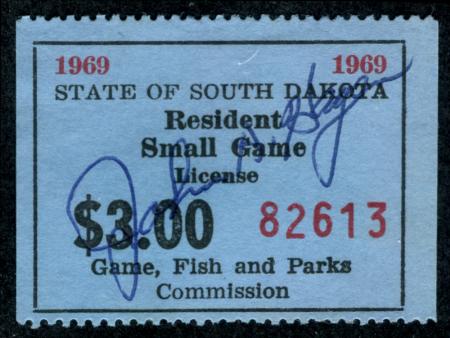 1969 1969
STATE OF SOUTH DAKOTA
Resident
Small Game
License
$3.00 82613
Game, Fish and Parks
Commission